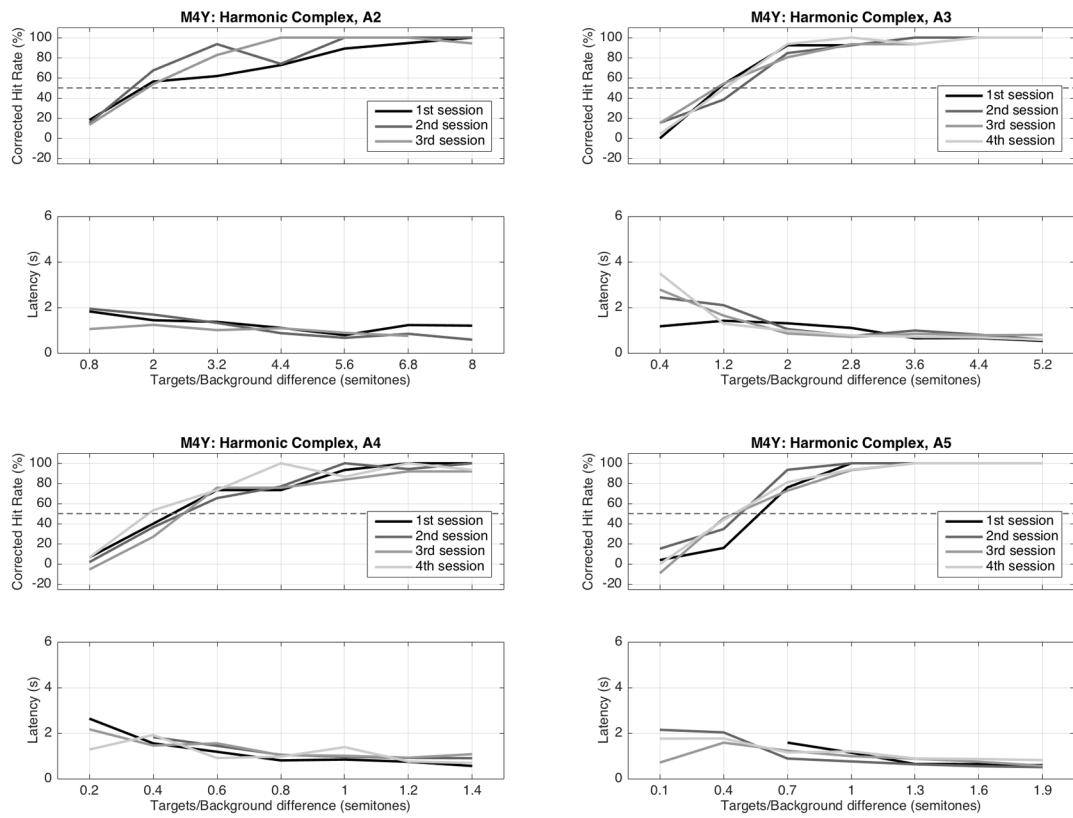 M4Y: Harmonic Complex, A2
Corrected Hit Rate (%)
100
80
60
40
20
0
-20
1st session
2nd session
3rd session
Latency (s)
6
4
2
0
0.8 2 3.2 4.4 5.6 6.8 8
Targets/Background difference (semitones)
M4Y: Harmonic Complex, A3
Corrected Hit Rate (%)
100
80
60
40
20
0
-20
1st session
2nd session
3rd session
4th session
Latency (s)
6
4
2
0
0.4 1.2 2 2.8 3.6 4.4 5.2
Targets/Background difference (semitones)
M4Y: Harmonic Complex, A4
Corrected Hit Rate (%)
100
80
60
40
20
0
-20
1st session
2nd session
3rd session
4th session
Latency (s)
6
4
2
0
0.2 0.4 0.6 0.8 1 1.2 1.4
Targets/Background difference (semitones)
M4Y: Harmonic Complex, A5
Corrected Hit Rate (%)
100
80
60
40
20
0
-20
1st session
2nd session
3rd session
4th session
Latency (s)
6
4
2
0
0.1 0.4 0.7 1 1.3 1.6 1.9
Targets/Background difference (semitones)